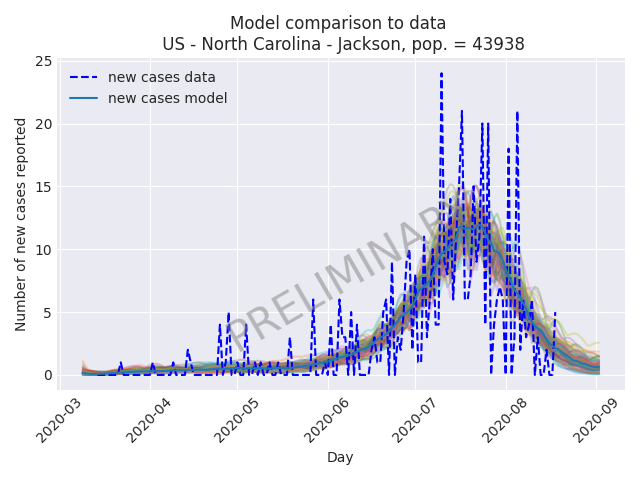 Model comparison to data
US - North Carolina - Jackson, pop. = 43938
25
20
15
10
5
0
Number of new cases reported
new cases data
new cases model
PRELIMINAR
2020-03
2020-04
2020-05
2020-06
2020-07
2020-08
2020-09
Day